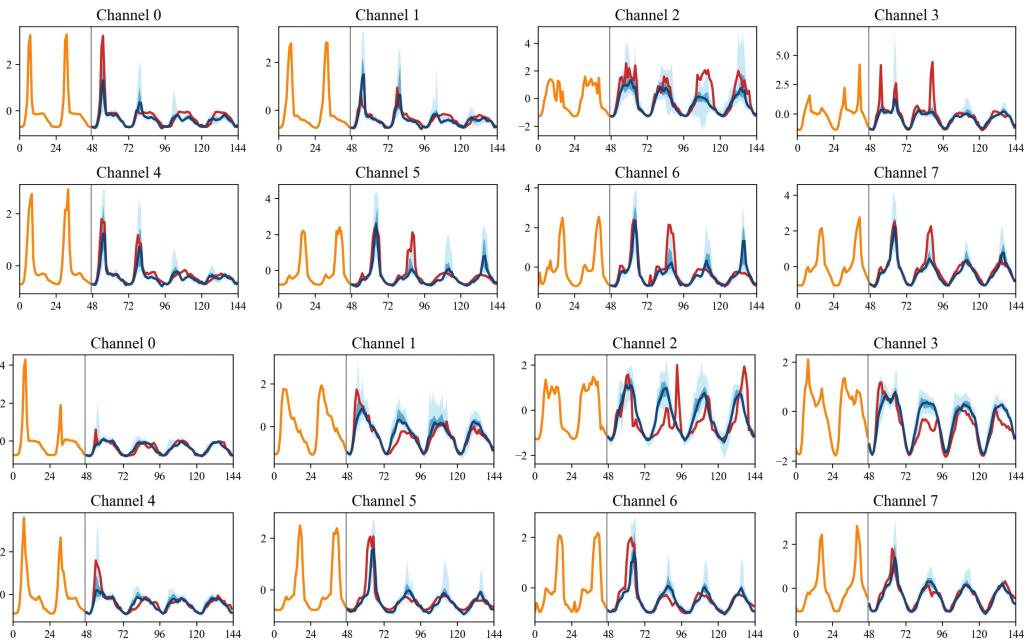 Channel 0 Channel 1 Channel 2 Channel 3
2 2 4 5.0
0 0 2 2.5
0 0.0
−2
0 24 48 72 96 120 144 0 24 48 72 96 120 144 0 24 48 72 96 120 144 0 24 48 72 96 120 144
Channel 4 Channel 5 Channel 6 Channel 7
2 4 4 2
0 2 2 0
0 0
0 24 48 72 96 120 144 0 24 48 72 96 120 144 0 24 48 72 96 120 144 0 24 48 72 96 120 144
Channel 0 Channel 1 Channel 2 Channel 3
4 2 2 2
2 0 0 0
0 −2 −2
0 24 48 72 96 120 144 0 24 48 72 96 120 144 0 24 48 72 96 120 144 0 24 48 72 96 120 144
Channel 4 Channel 5 Channel 6 Channel 7
2 2 2 2
0 0 0 0
0 24 48 72 96 120 144 0 24 48 72 96 120 144 0 24 48 72 96 120 144 0 24 48 72 96 120 144